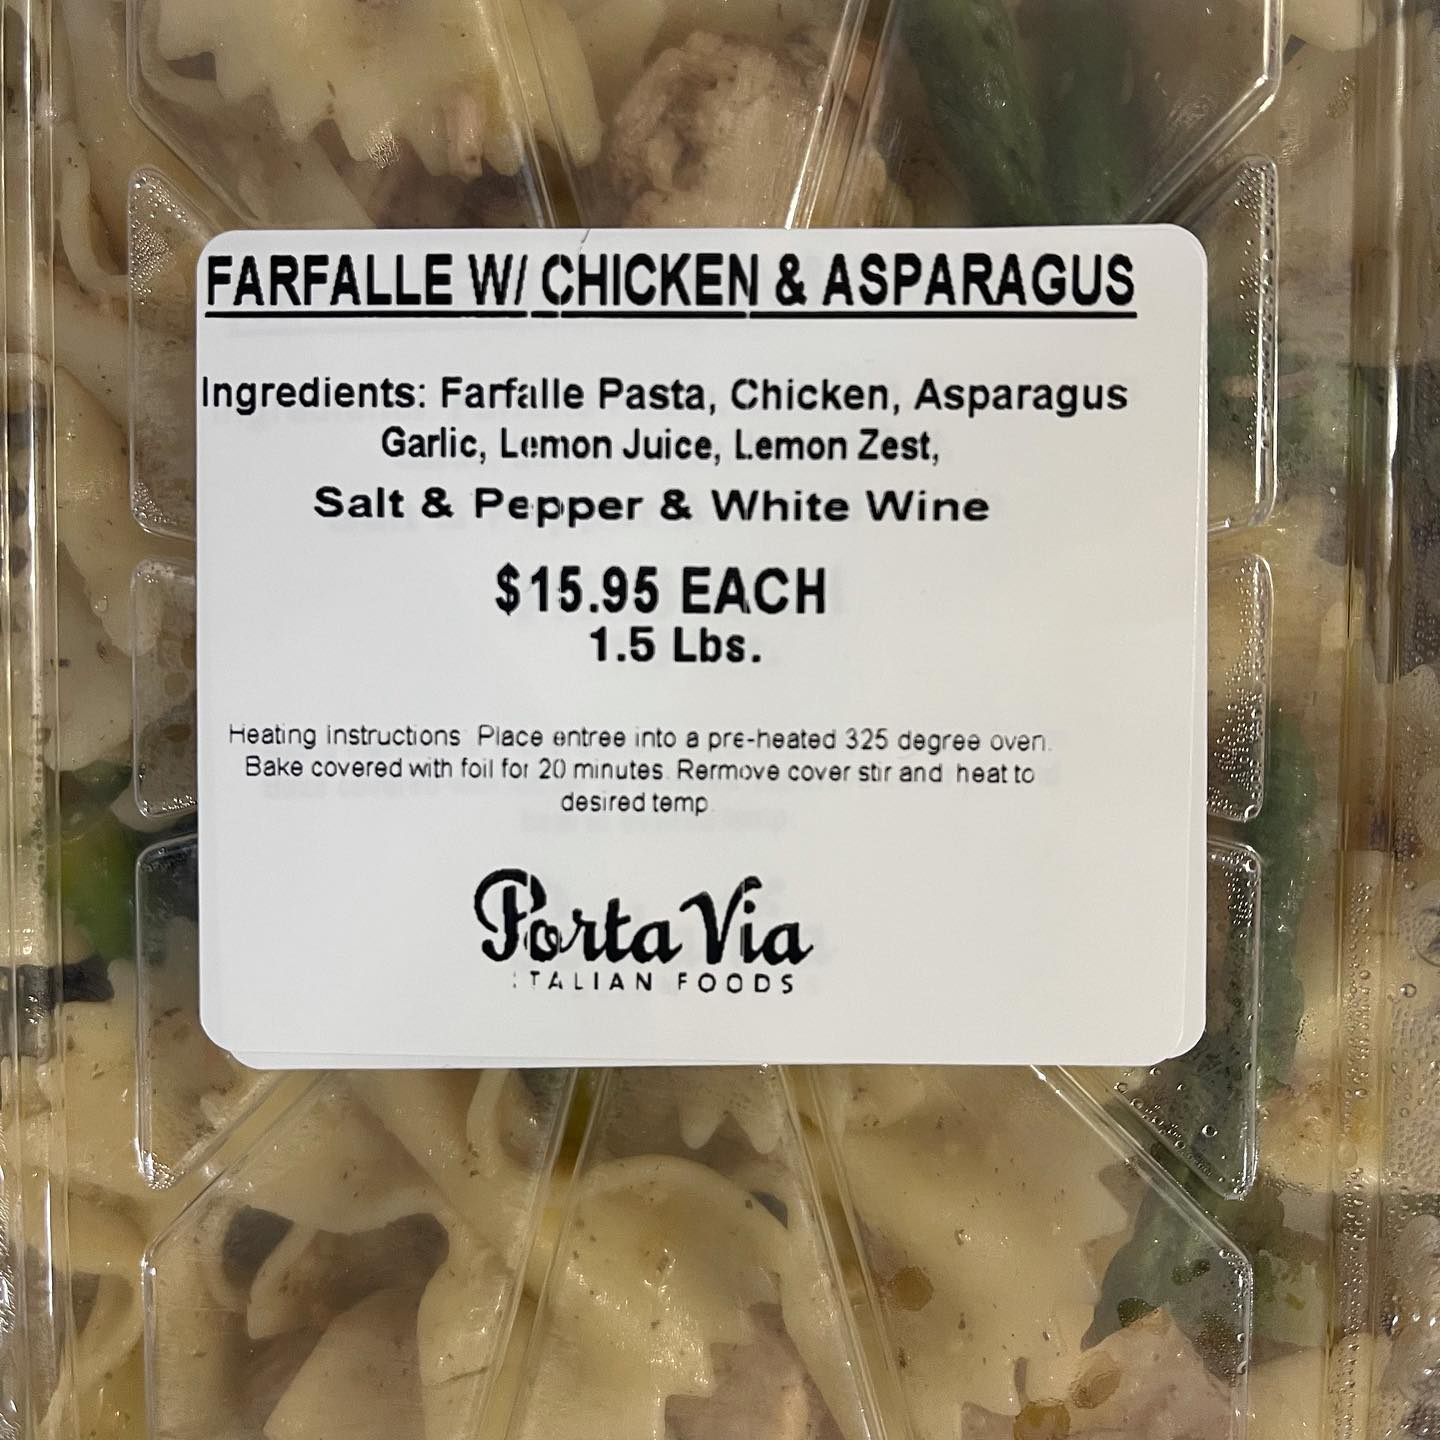 FARFALLE W/ CHICKEN & ASPARAGUS
Ingredients: Farfalle Pasta, Chicken, Asparagus
Garlic, Lemon Juice, Lemon Zest,
Salt & Pepper & White Wine
$15.95 EACH
1.5 Lbs.
Heating instructions Place entree into a pre-heated 325 degree oven.
Bake covered with foil for 20 minutes. Rermove cover stir and heat to
desired temp
Porta Via
ITALIAN FOODS